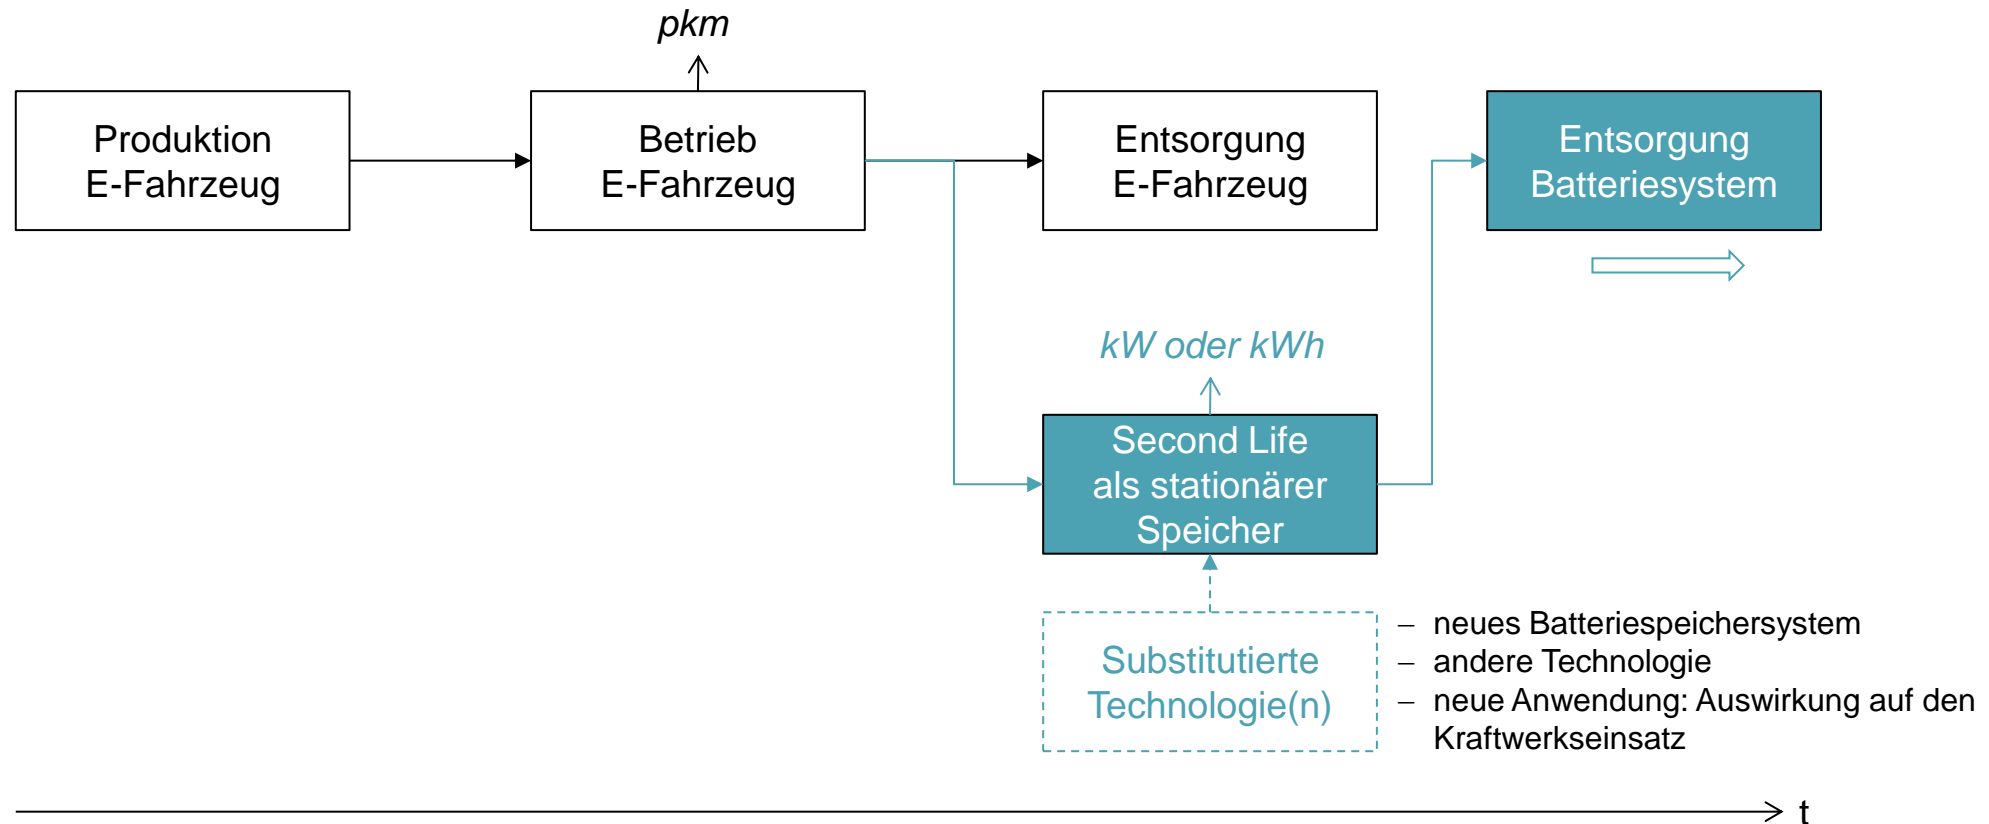 pkm
Produktion
E-Fahrzeug
Betrieb
E-Fahrzeug
Entsorgung
E-Fahrzeug
Entsorgung
Batteriesystem
kW oder kWh
Second Life
als stationärer
Speicher
Substitutierte
Technologie(n)
– neues Batteriespeichersystem
– andere Technologie
– neue Anwendung: Auswirkung auf den
Kraftwerkseinsatz
t